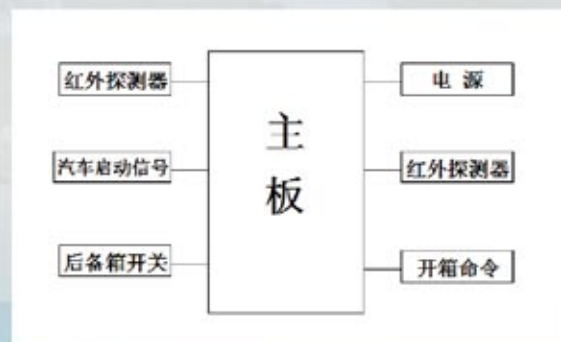 红外探测器
汽车启动信号
后备箱开关
主
板
电 源
红外探测器
开箱命令